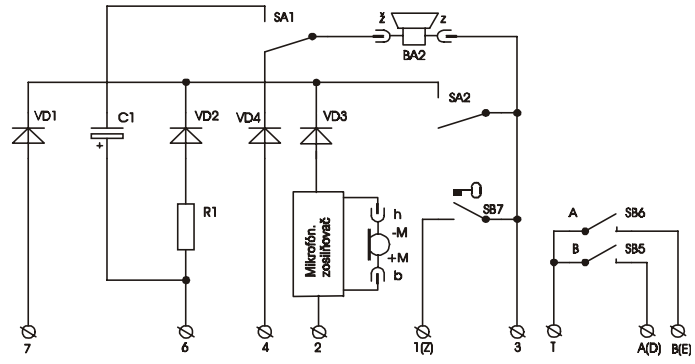 SA1
ž
z
BA2
SA2
VD1
C1
VD2
VD4
VD3
+
R1
Mikrofón.
zosilňovač
h
-M
+M
b
SB7
A
SB6
B
SB5
7
6
4
2
1(Z)
3
T
A(D)
B(E)